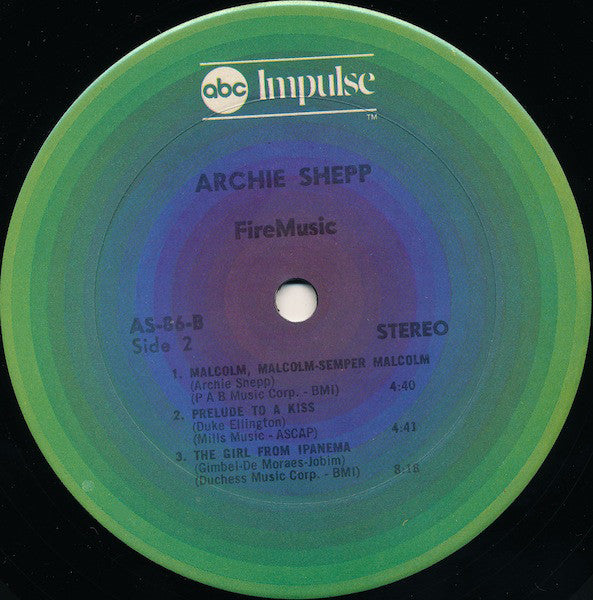 abc Impulse
TM
ARCHIE SHEPP
FireMusic
AS-86-B
Side 2
STEREO
1. MALCOLM, MALCOLM-SEMPER MALCOLM
(Archie Shepp)
(P A B Music Corp. - BMI) 4:40
2. PRELUDE TO A KISS
(Duke Ellington)
(Mills Music - ASCAP) 4:41
3. THE GIRL FROM IPANEMA
(Gimbel-De Moraes-Jobim)
(Duchess Music Corp. - BMI) 8:18